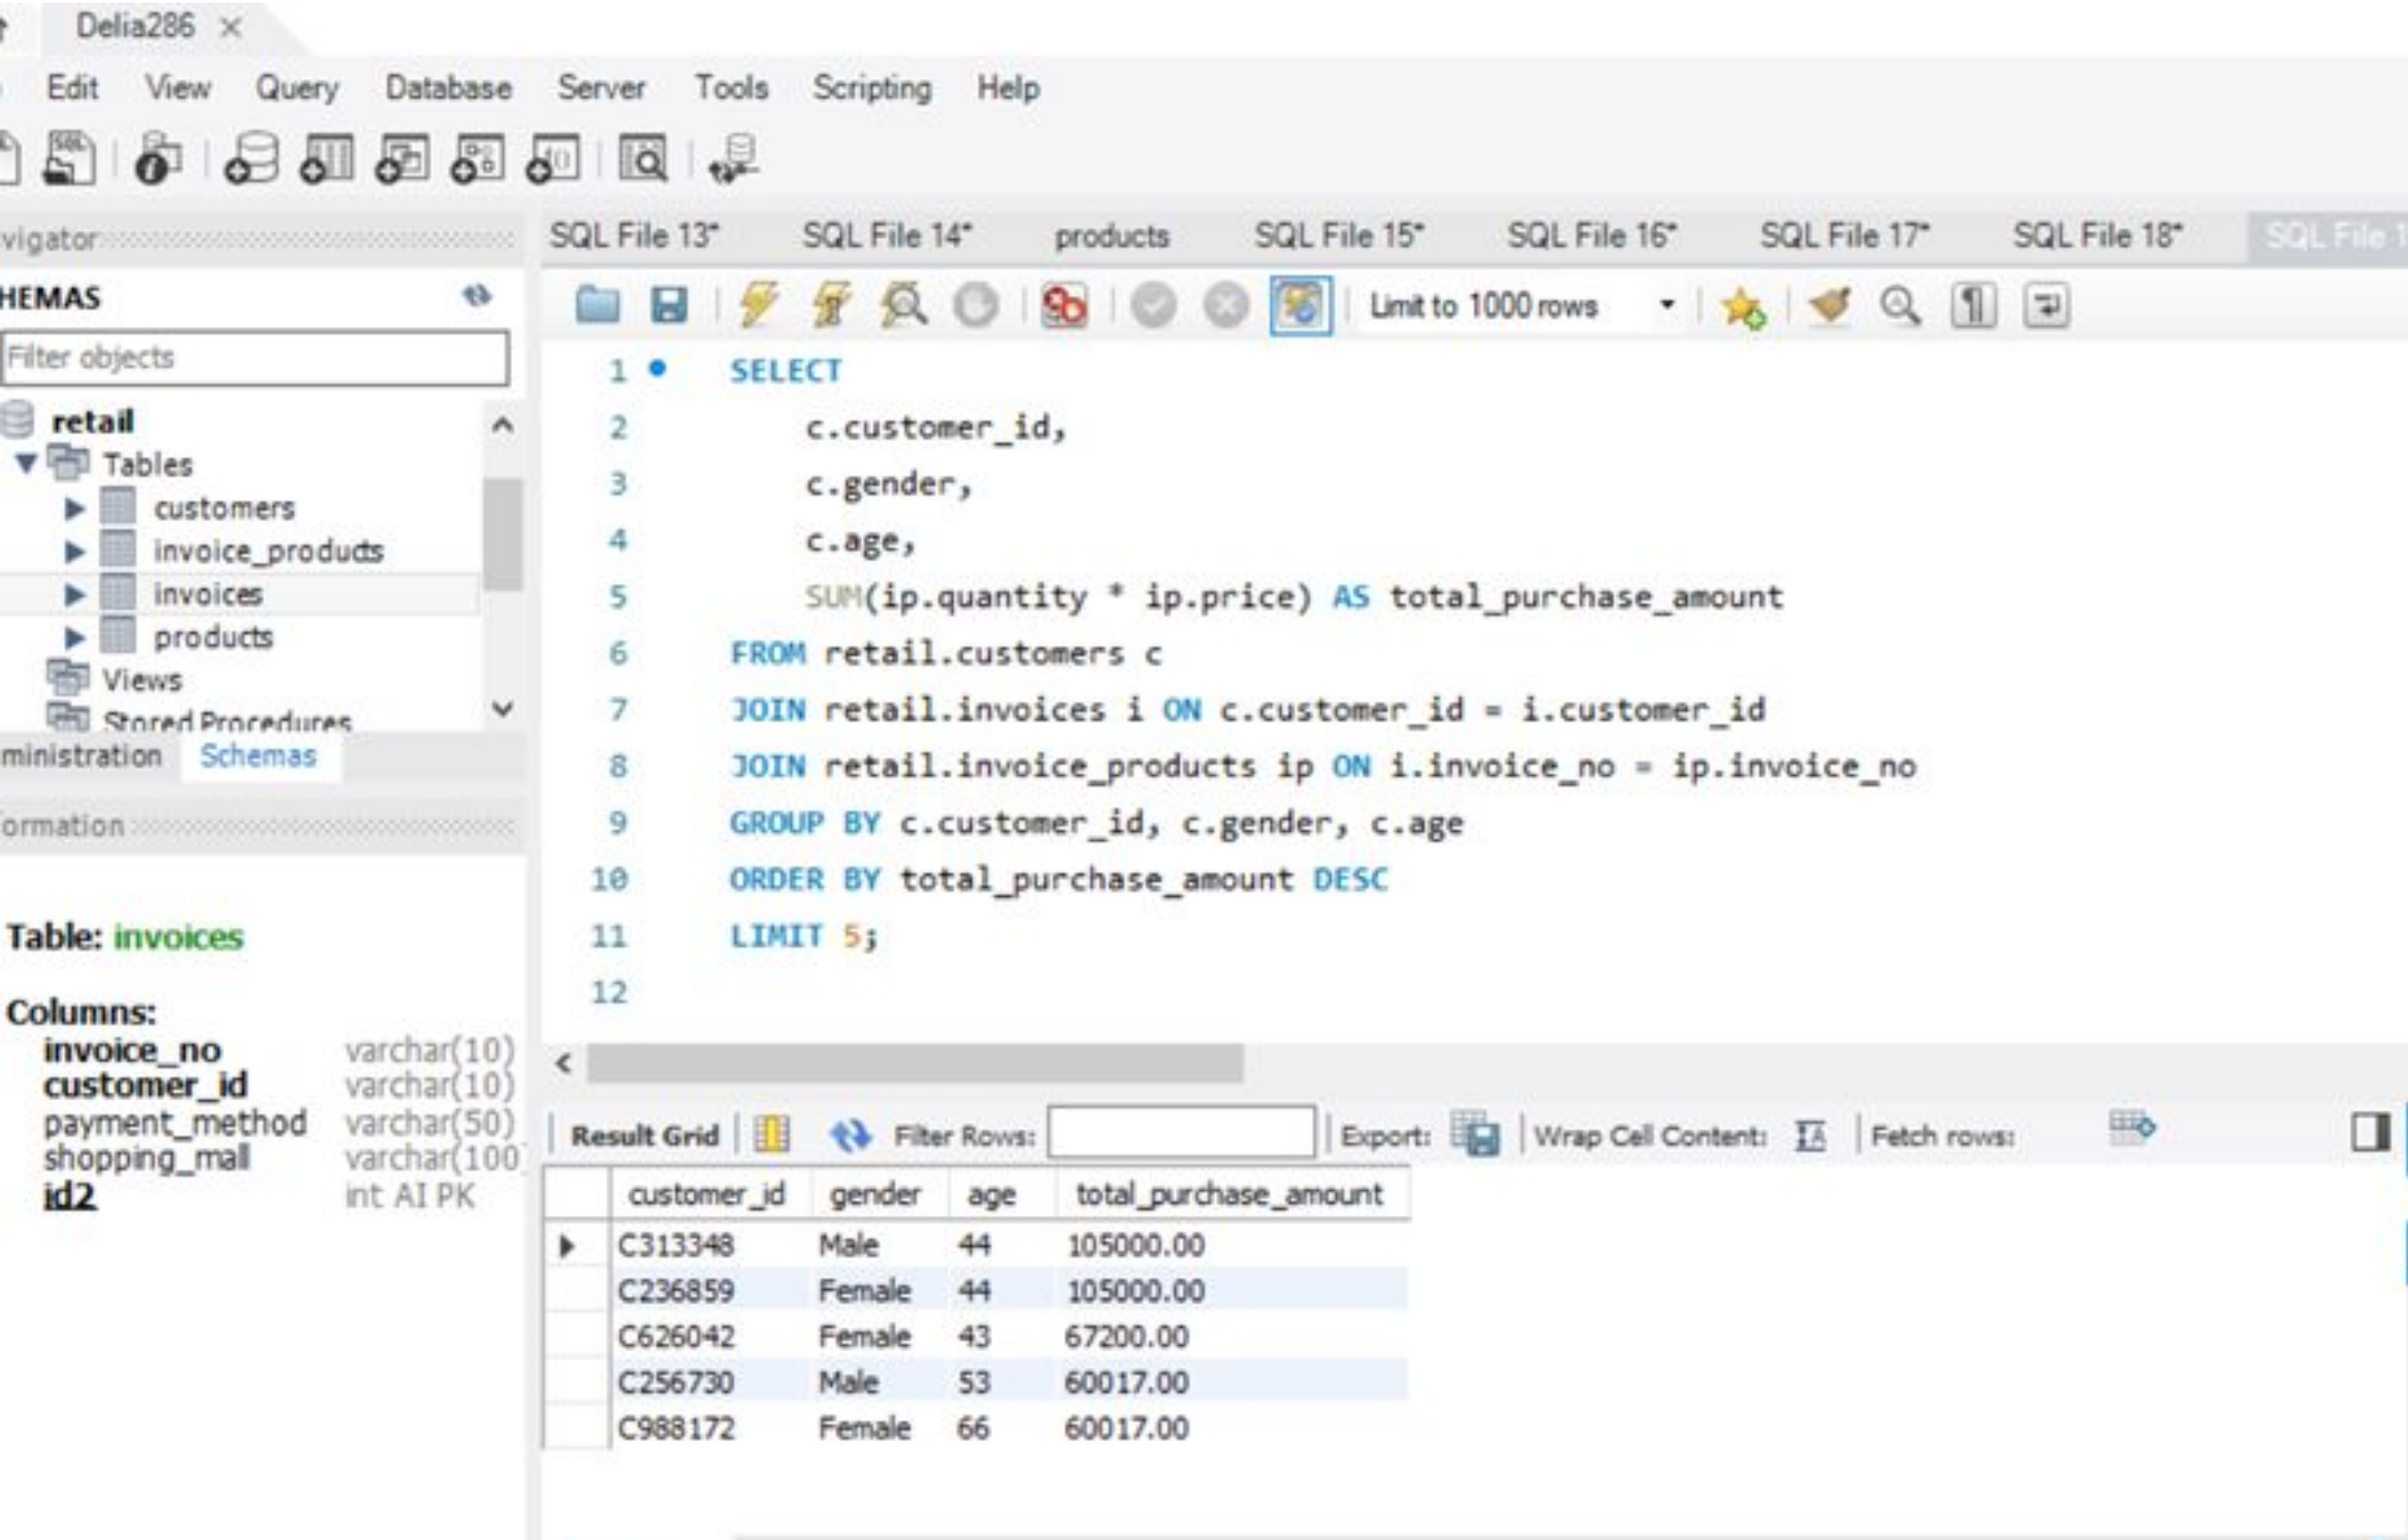 Delia286 ×
Edit View Query Database Server Tools Scripting Help
vigator
SQL File 13* SQL File 14* products SQL File 15* SQL File 16* SQL File 17* SQL File 18* SQL File 1
HEMAS
Limit to 1000 rows
Filter objects
retail
Tables
customers
invoice_products
invoices
products
Views
Stored Procedures
ministration Schemas
ormation
Table: invoices
Columns:
invoice_no varchar(10)
customer_id varchar(10)
payment_method varchar(50)
shopping_mall varchar(100)
id2 int AI PK
1 SELECT
2 c.customer_id,
3 c.gender,
4 c.age,
5 SUM(ip.quantity * ip.price) AS total_purchase_amount
6 FROM retail.customers c
7 JOIN retail.invoices i ON c.customer_id = i.customer_id
8 JOIN retail.invoice_products ip ON i.invoice_no = ip.invoice_no
9 GROUP BY c.customer_id, c.gender, c.age
10 ORDER BY total_purchase_amount DESC
11 LIMIT 5;
12
Result Grid Filter Rows: Export: Wrap Cell Content: Fetch rows:
customer_id gender age total_purchase_amount
C313348 Male 44 105000.00
C236859 Female 44 105000.00
C626042 Female 43 67200.00
C256730 Male 53 60017.00
C988172 Female 66 60017.00